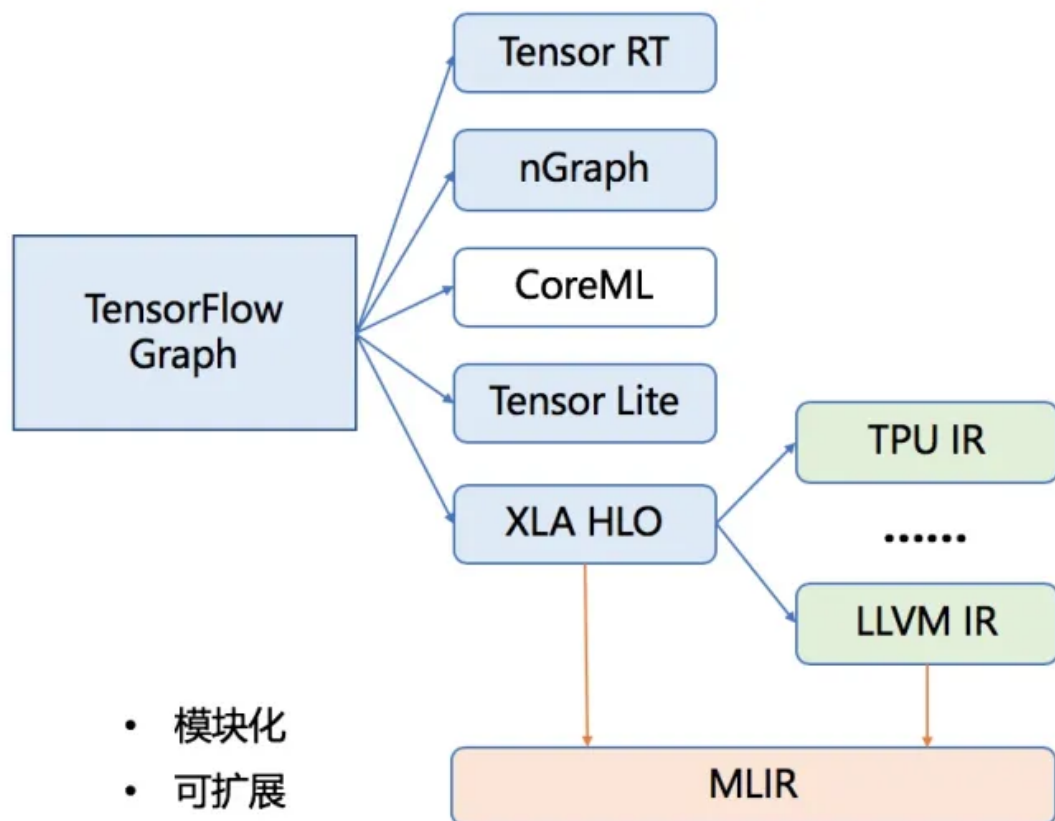 Tensor RT
nGraph
CoreML
TensorFlow
Graph
Tensor Lite
TPU IR
XLA HLO
......
LLVM IR
• 模块化
• 可扩展
MLIR